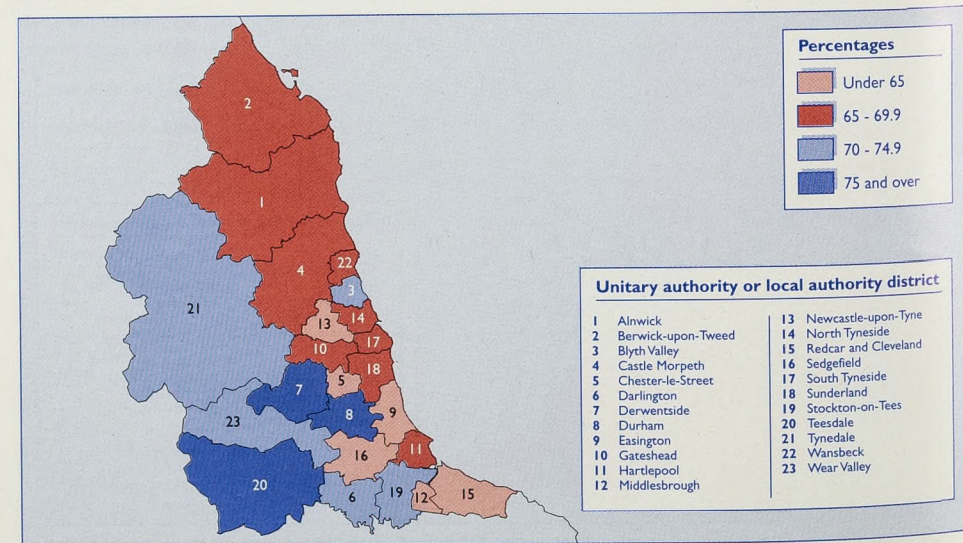 Percentages
Under 65
65 - 69.9
70 - 74.9
75 and over
2
1
4
22
3
21
13
14
10
17
18
7
5
8
9
23
16
11
20
6
19
12
15
Unitary authority or local authority district
1 Alnwick
2 Berwick-upon-Tweed
3 Blyth Valley
4 Castle Morpeth
5 Chester-le-Street
6 Darlington
7 Derwentside
8 Durham
9 Easington
10 Gateshead
11 Hartlepool
12 Middlesbrough
13 Newcastle-upon-Tyne
14 North Tyneside
15 Redcar and Cleveland
16 Sedgefield
17 South Tyneside
18 Sunderland
19 Stockton-on-Tees
20 Teesdale
21 Tynedale
22 Wansbeck
23 Wear Valley